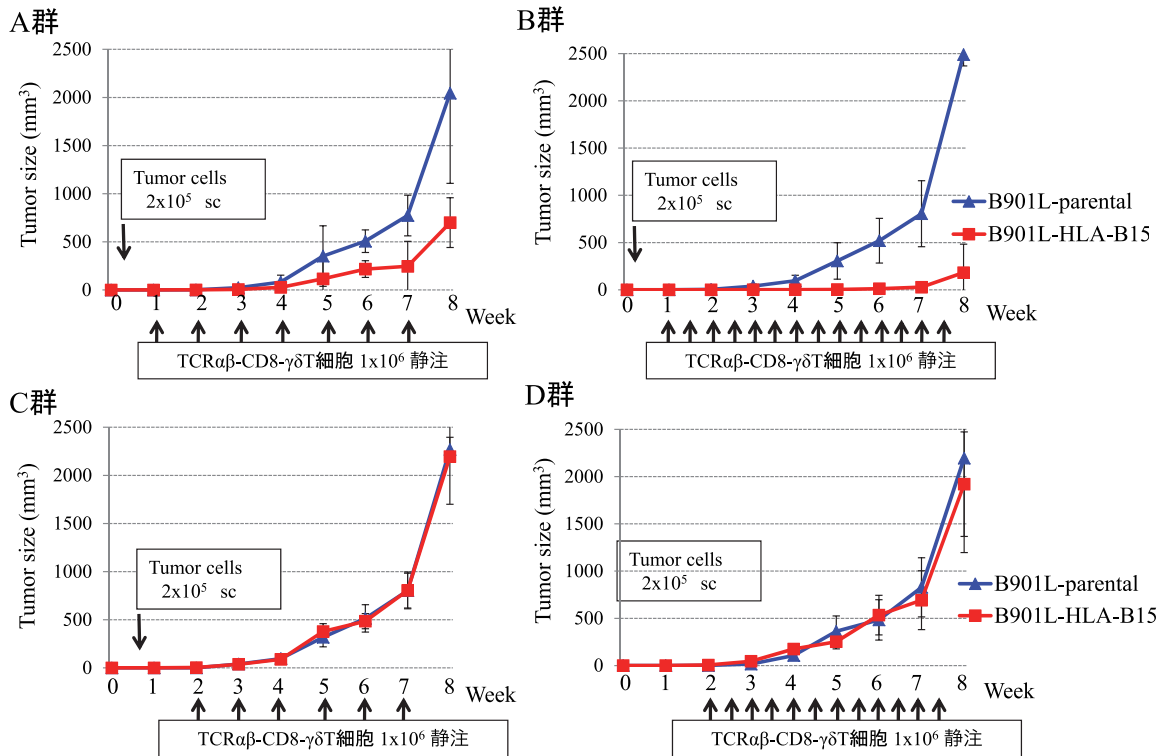 A群
Tumor size (mm³)
2500
2000
1500
1000
500
0
Tumor cells
2x10⁵ sc
0 1 2 3 4 5 6 7 8 Week
TCRαβ-CD8-γδT細胞 1x10⁶ 静注
B群
Tumor size (mm³)
2500
2000
1500
1000
500
0
Tumor cells
2x10⁵ sc
B901L-parental
B901L-HLA-B15
0 1 2 3 4 5 6 7 8 Week
TCRαβ-CD8-γδT細胞 1x10⁶ 静注
C群
Tumor size (mm³)
2500
2000
1500
1000
500
0
Tumor cells
2x10⁵ sc
0 1 2 3 4 5 6 7 8 Week
TCRαβ-CD8-γδT細胞 1x10⁶ 静注
D群
Tumor size (mm³)
2500
2000
1500
1000
500
0
Tumor cells
2x10⁵ sc
B901L-parental
B901L-HLA-B15
0 1 2 3 4 5 6 7 8 Week
TCRαβ-CD8-γδT細胞 1x10⁶ 静注